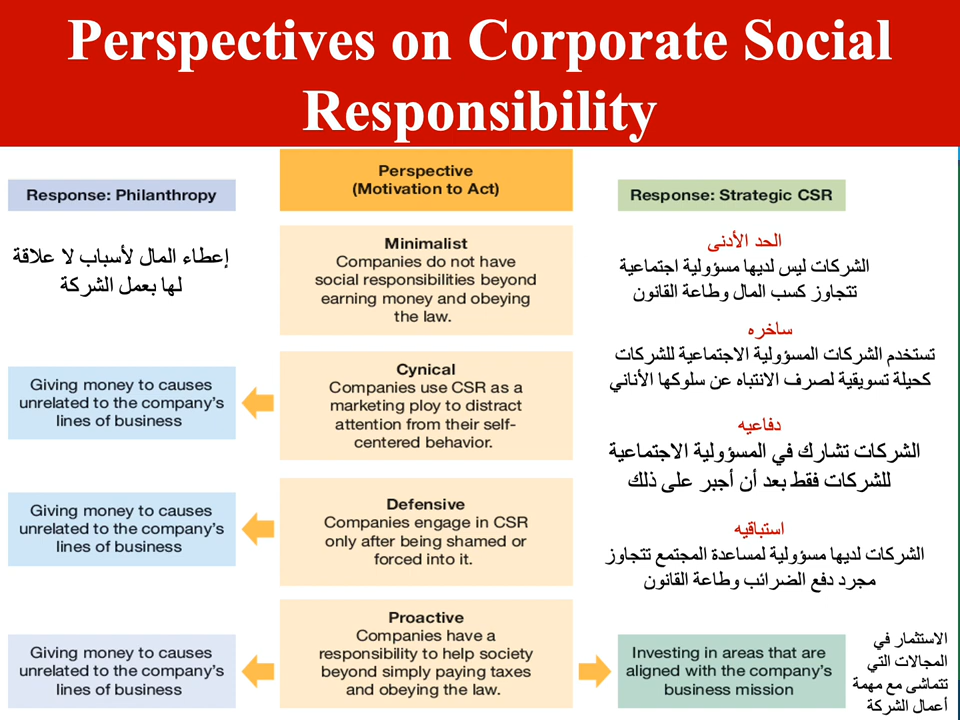 Perspectives on Corporate Social
Responsibility
Response: Philanthropy
Perspective
(Motivation to Act)
Response: Strategic CSR
إعطاء المال لأسباب لا علاقة
لها بعمل الشركة
Minimalist
Companies do not have
social responsibilities beyond
earning money and obeying
the law.
الحد الأدنى
الشركات ليس لديها مسؤولية اجتماعية
تتجاوز كسب المال وطاعة القانون
Giving money to causes
unrelated to the company's
lines of business
Cynical
Companies use CSR as a
marketing ploy to distract
attention from their self-
centered behavior.
ساخره
تستخدم الشركات المسؤولية الاجتماعية للشركات
كحيلة تسويقية لصرف الانتباه عن سلوكها الأناني
Giving money to causes
unrelated to the company's
lines of business
Defensive
Companies engage in CSR
only after being shamed or
forced into it.
دفاعيه
الشركات تشارك في المسؤولية الاجتماعية
للشركات فقط بعد أن أجبر على ذلك
Giving money to causes
unrelated to the company's
lines of business
Proactive
Companies have a
responsibility to help society
beyond simply paying taxes
and obeying the law.
استباقيه
الشركات لديها مسؤولية لمساعدة المجتمع تتجاوز
مجرد دفع الضرائب وطاعة القانون
Investing in areas that are
aligned with the company's
business mission
الاستثمار في
المجالات التي
تتماشى مع مهمة
أعمال الشركة